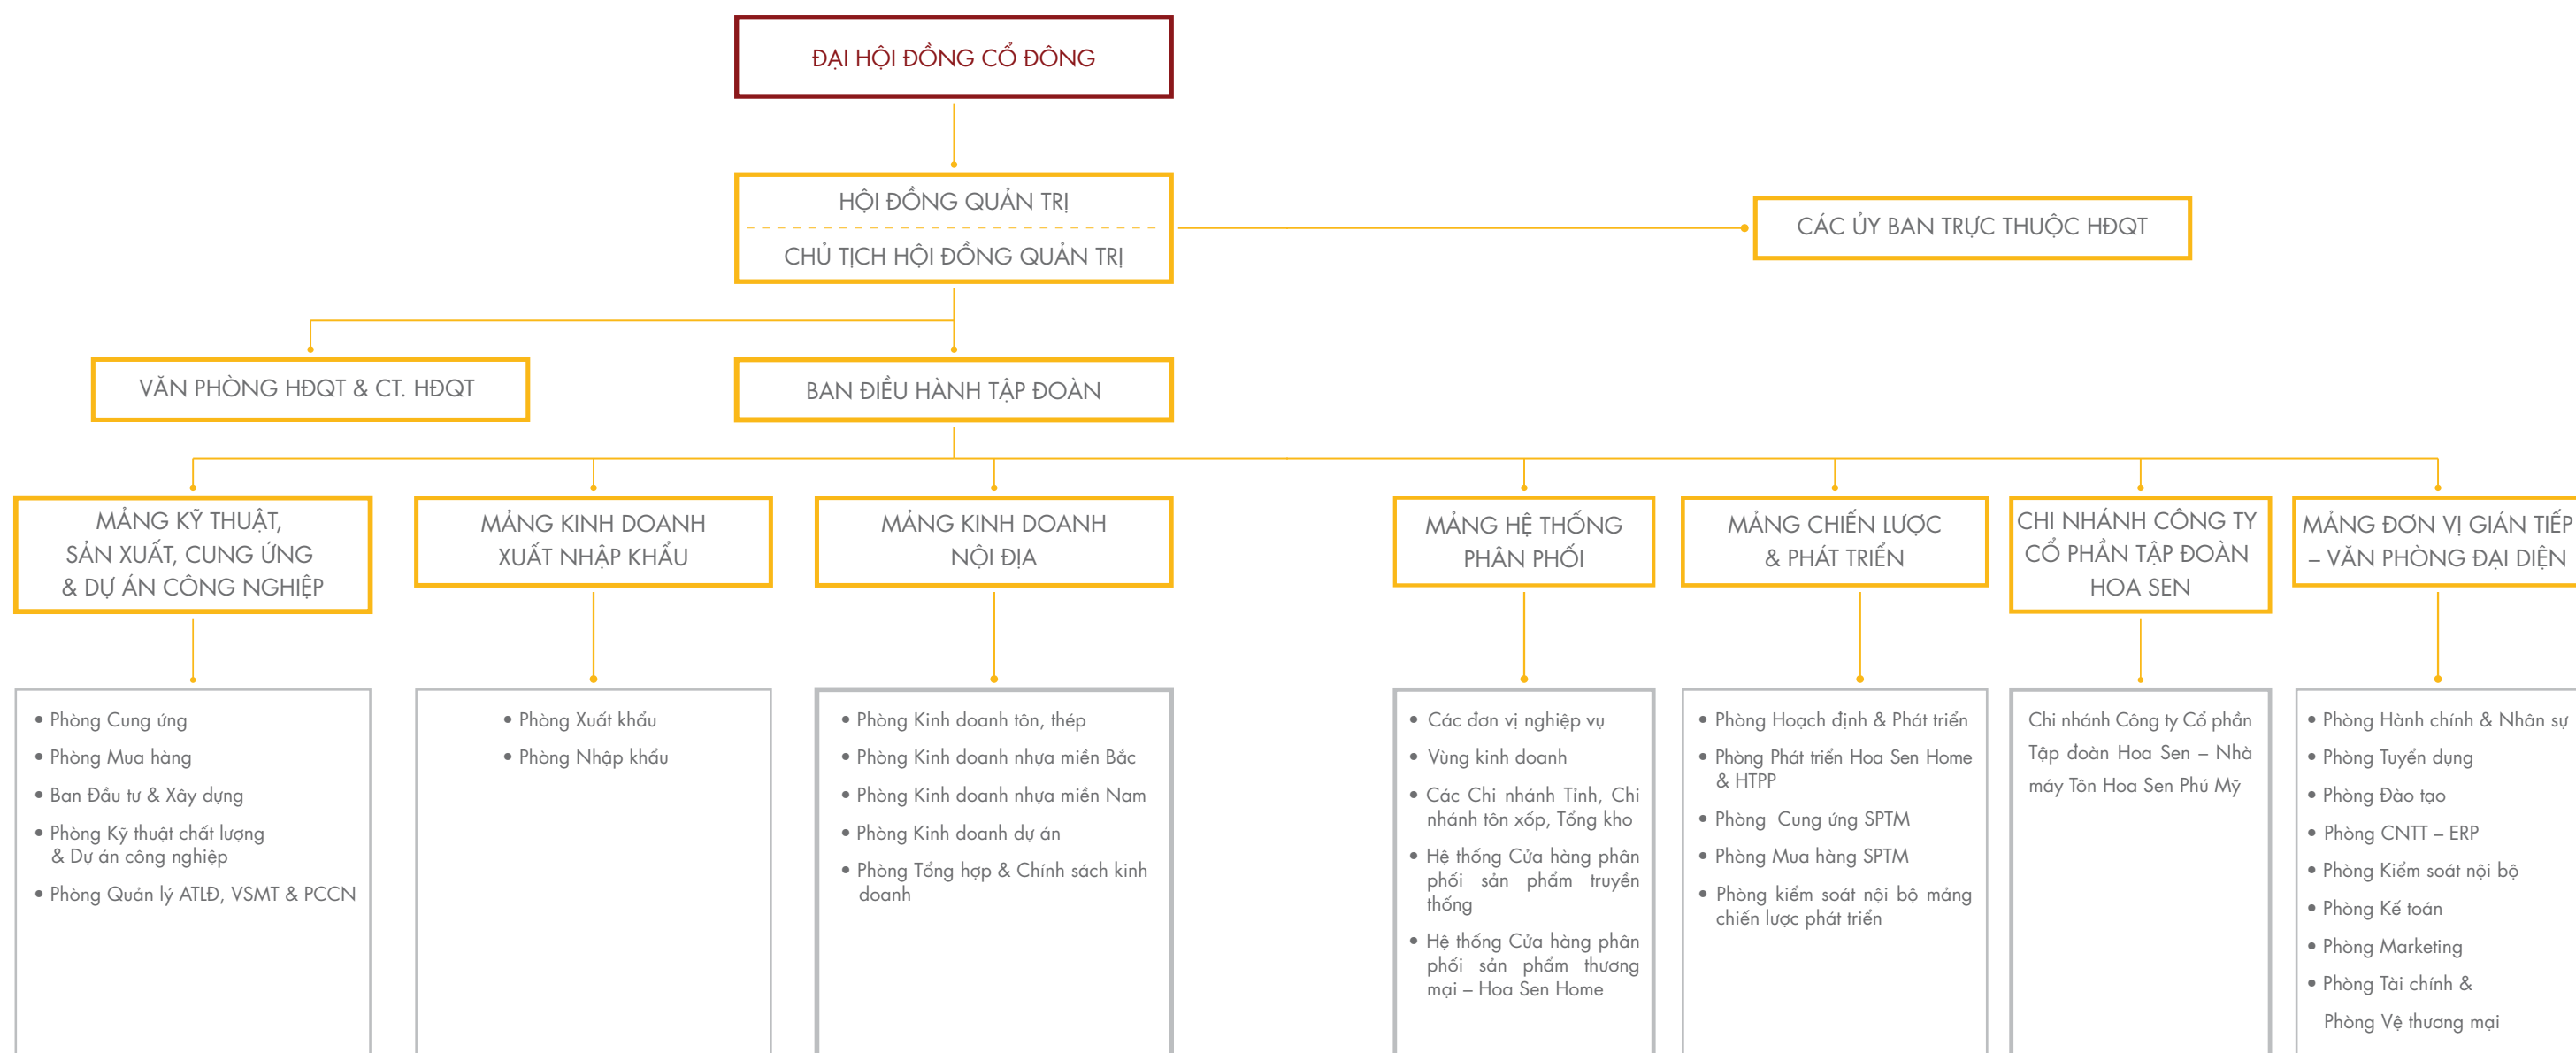 ĐẠI HỘI ĐỒNG CỔ ĐÔNG
HỘI ĐỒNG QUẢN TRỊ
CHỦ TỊCH HỘI ĐỒNG QUẢN TRỊ
CÁC ỦY BAN TRỰC THUỘC HĐQT
VĂN PHÒNG HĐQT & CT. HĐQT
BAN ĐIỀU HÀNH TẬP ĐOÀN
MẢNG KỸ THUẬT,
SẢN XUẤT, CUNG ỨNG
& DỰ ÁN CÔNG NGHIỆP
MẢNG KINH DOANH
XUẤT NHẬP KHẨU
MẢNG KINH DOANH
NỘI ĐỊA
MẢNG HỆ THỐNG
PHÂN PHỐI
MẢNG CHIẾN LƯỢC
& PHÁT TRIỂN
CHI NHÁNH CÔNG TY
CỔ PHẦN TẬP ĐOÀN
HOA SEN
MẢNG ĐƠN VỊ GIÁN TIẾP
– VĂN PHÒNG ĐẠI DIỆN
• Phòng Cung ứng
• Phòng Mua hàng
• Ban Đầu tư & Xây dựng
• Phòng Kỹ thuật chất lượng
& Dự án công nghiệp
• Phòng Quản lý ATLĐ, VSMT & PCCN
• Phòng Xuất khẩu
• Phòng Nhập khẩu
• Phòng Kinh doanh tôn, thép
• Phòng Kinh doanh nhựa miền Bắc
• Phòng Kinh doanh nhựa miền Nam
• Phòng Kinh doanh dự án
• Phòng Tổng hợp & Chính sách kinh
doanh
• Các đơn vị nghiệp vụ
• Vùng kinh doanh
• Các Chi nhánh Tỉnh, Chi
nhánh tôn xốp, Tổng kho
• Hệ thống Cửa hàng phân
phối sản phẩm truyền
thống
• Hệ thống Cửa hàng phân
phối sản phẩm thương
mại – Hoa Sen Home
• Phòng Hoạch định & Phát triển
• Phòng Phát triển Hoa Sen Home
& HTPP
• Phòng Cung ứng SPTM
• Phòng Mua hàng SPTM
• Phòng kiểm soát nội bộ mảng
chiến lược phát triển
Chi nhánh Công ty Cổ phần
Tập đoàn Hoa Sen – Nhà
máy Tôn Hoa Sen Phú Mỹ
• Phòng Hành chính & Nhân sự
• Phòng Tuyển dụng
• Phòng Đào tạo
• Phòng CNTT – ERP
• Phòng Kiểm soát nội bộ
• Phòng Kế toán
• Phòng Marketing
• Phòng Tài chính &
Phòng Vệ thương mại